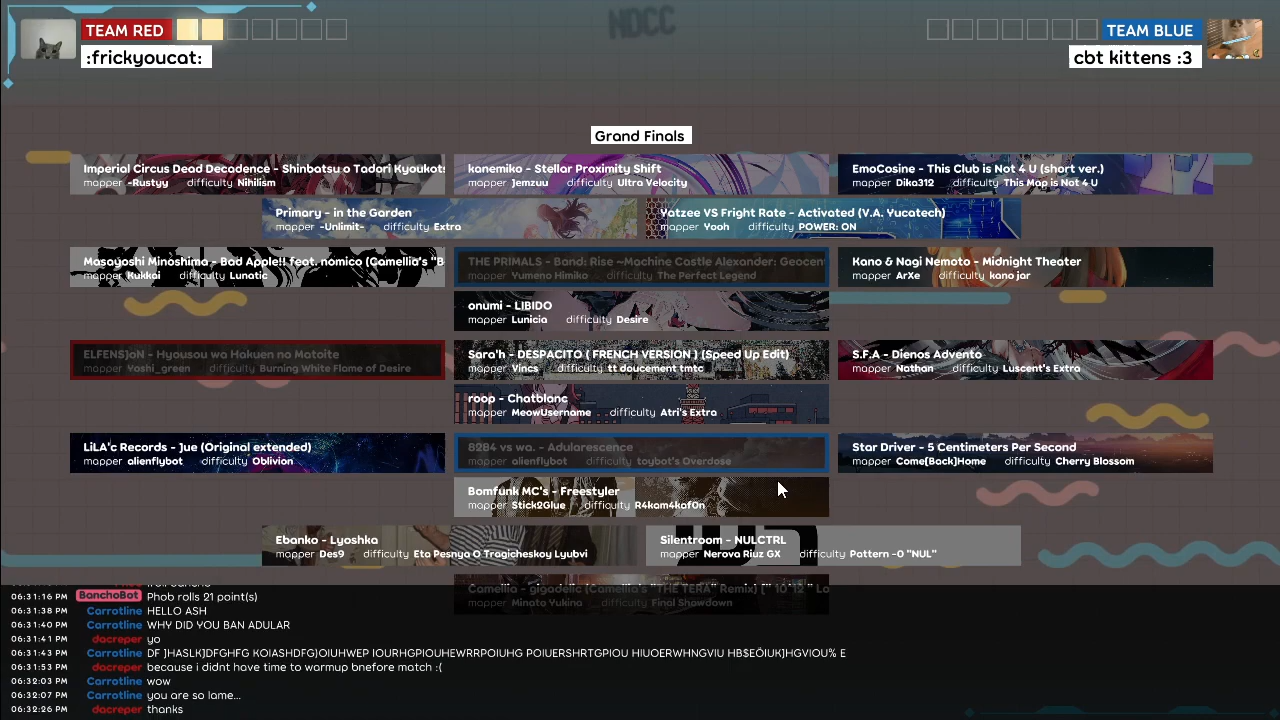 NDCC
TEAM RED
:frickyoucat:
TEAM BLUE
cbt kittens :3
Grand Finals
Imperial Circus Dead Decadence - Shinbatsu o Tadori Kyoukots
mapper -Rustyy difficulty Nihilism
kanemiko - Stellar Proximity Shift
mapper Jemzuu difficulty Ultra Velocity
EmoCosine - This Club is Not 4 U (short ver.)
mapper Dika312 difficulty This Map is Not 4 U
Primary - in the Garden
mapper -Unlimit- difficulty Extra
Yatzee VS Fright Rate - Activated (V.A. Yucatech)
mapper Yooh difficulty POWER: ON
Masayoshi Minoshima - Bad Apple!! feat. nomico (Camellia's "B
mapper Kukkai difficulty Lunatic
THE PRIMALS - Band: Rise ~Machine Castle Alexander: Geocent
mapper Yumeno Himiko difficulty The Perfect Legend
Kano & Nagi Nemoto - Midnight Theater
mapper ArXe difficulty kano jar
onumi - LIBIDO
mapper Lunicia difficulty Desire
ELFENSJoN - Hyousou wa Hakuen no Matoite
mapper Yoshi_green difficulty Burning White Flame of Desire
Sara'h - DESPACITO ( FRENCH VERSION ) (Speed Up Edit)
mapper Vincs difficulty tt doucement tmtc
S.F.A - Dienos Advento
mapper Nathan difficulty Luscent's Extra
roop - Chatblanc
mapper MeowUsername difficulty Atri's Extra
LiLA'c Records - Jue (Original extended)
mapper alienflybot difficulty Oblivion
82B4 vs wa. - Adularescence
mapper alienflybot difficulty toybot's Overdose
Star Driver - 5 Centimeters Per Second
mapper Come[Back]Home difficulty Cherry Blossom
Bomfunk MC's - Freestyler
mapper Stick2Glue difficulty R4kam4kaf0n
Ebanko - Lyoshka
mapper Des9 difficulty Eta Pesnya O Tragicheskoy Lyubvi
Silentroom - NULCTRL
mapper Nerova Riuz GX difficulty Pattern -0 "NUL"
Camellia - gigadelic (Camellia's "THE TERA" Remix) [" 10^12 " Lo
mapper Minato Yukina difficulty Final Showdown
06:31:16 PM BanchoBot Phob rolls 21 point(s)
06:31:38 PM Carrotline HELLO ASH
06:31:40 PM Carrotline WHY DID YOU BAN ADULAR
06:31:41 PM dacreper yo
06:31:43 PM Carrotline DF ]HASLK]DFGHFG KOIASHDFG)OIUHWEP IOURHGPIOUHEWRRPOIUHG POIUERSHRTGPIOU HIUOERWHNGVIU HB$EÖIUK]HGVIOU% E
06:31:53 PM dacreper because i didnt have time to warmup bnefore match :(
06:32:03 PM Carrotline wow
06:32:07 PM Carrotline you are so lame...
06:32:26 PM dacreper thanks